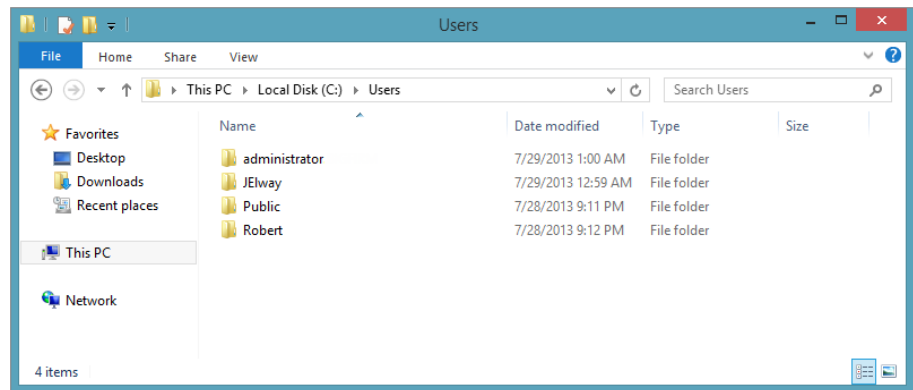 Users
File Home Share View
This PC Local Disk (C:) Users Search Users
Favorites
Desktop
Downloads
Recent places
This PC
Network
Name Date modified Type Size
administrator 7/29/2013 1:00 AM File folder
JElway 7/29/2013 12:59 AM File folder
Public 7/28/2013 9:11 PM File folder
Robert 7/28/2013 9:12 PM File folder
4 items